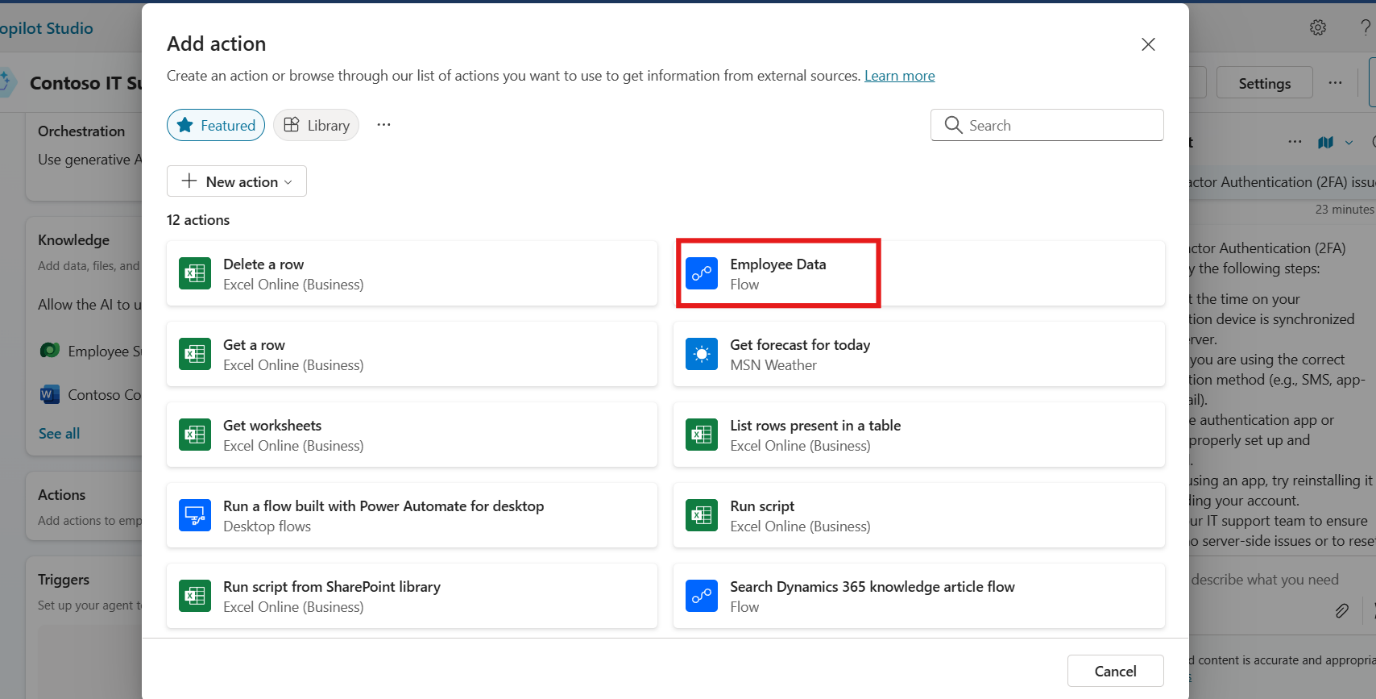 opilot Studio
Contoso IT Su
Settings
Orchestration
Use generative A
Knowledge
Add data, files, and
Allow the AI to u
Employee Su
Contoso Co
See all
Actions
Add actions to emp
Triggers
Set up your agent to
Add action
Create an action or browse through our list of actions you want to use to get information from external sources. Learn more
Featured
Library
Search
New action
12 actions
Delete a row
Excel Online (Business)
Employee Data
Flow
Get a row
Excel Online (Business)
Get forecast for today
MSN Weather
Get worksheets
Excel Online (Business)
List rows present in a table
Excel Online (Business)
Run a flow built with Power Automate for desktop
Desktop flows
Run script
Excel Online (Business)
Run script from SharePoint library
Excel Online (Business)
Search Dynamics 365 knowledge article flow
Flow
Cancel
t
actor Authentication (2FA) issue
23 minutes
actor Authentication (2FA)
y the following steps:
t the time on your
tion device is synchronized
rver.
you are using the correct
tion method (e.g., SMS, app-
ail).
e authentication app or
properly set up and
.
using an app, try reinstalling it
ding your account.
ur IT support team to ensure
o server-side issues or to reset
describe what you need
d content is accurate and appropria
s